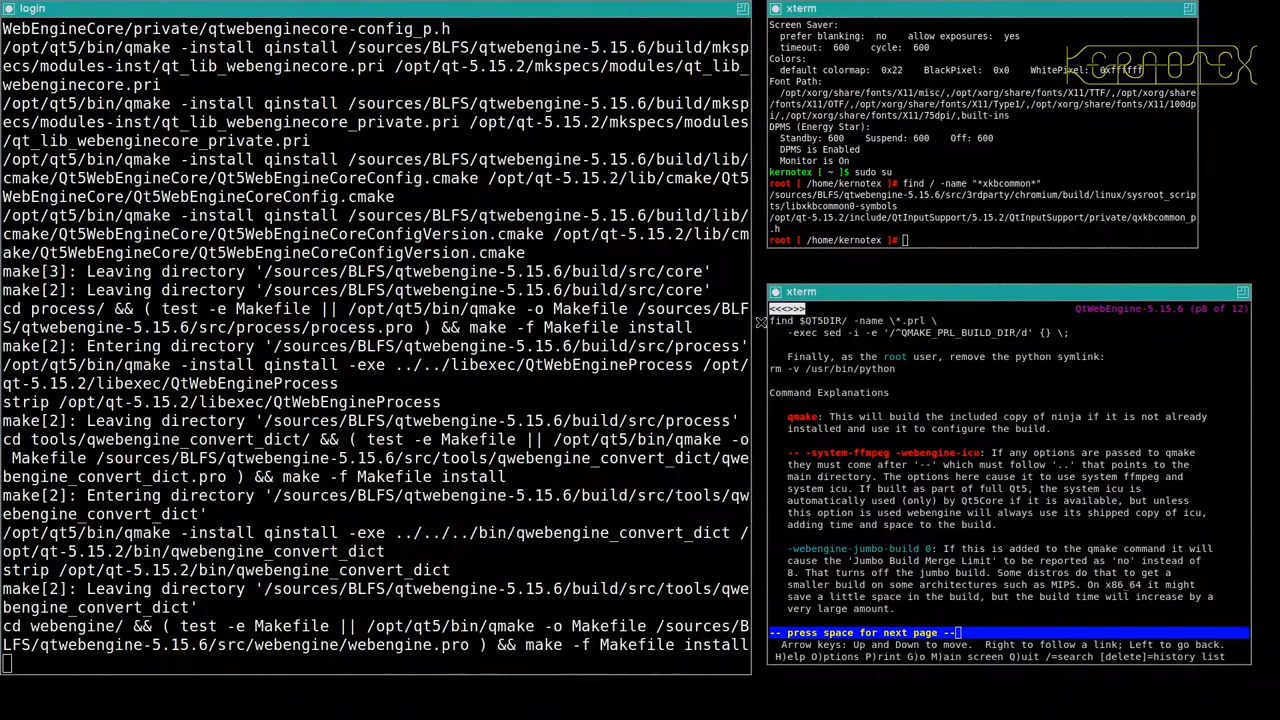 login
WebEngineCore/private/qtwebenginecore-config_p.h
/opt/qt5/bin/qmake -install qinstall /sources/BLFS/qtwebengine-5.15.6/build/mksp
ecs/modules-inst/qt_lib_webenginecore.pri /opt/qt-5.15.2/mkspecs/modules/qt_lib_
webenginecore.pri
/opt/qt5/bin/qmake -install qinstall /sources/BLFS/qtwebengine-5.15.6/build/mksp
ecs/modules-inst/qt_lib_webenginecore_private.pri /opt/qt-5.15.2/mkspecs/modules
/qt_lib_webenginecore_private.pri
/opt/qt5/bin/qmake -install qinstall /sources/BLFS/qtwebengine-5.15.6/build/lib/
cmake/Qt5WebEngineCore/Qt5WebEngineCoreConfig.cmake /opt/qt-5.15.2/lib/cmake/Qt5
WebEngineCore/Qt5WebEngineCoreConfig.cmake
/opt/qt5/bin/qmake -install qinstall /sources/BLFS/qtwebengine-5.15.6/build/lib/
cmake/Qt5WebEngineCore/Qt5WebEngineCoreConfigVersion.cmake /opt/qt-5.15.2/lib/cm
ake/Qt5WebEngineCore/Qt5WebEngineCoreConfigVersion.cmake
make[3]: Leaving directory '/sources/BLFS/qtwebengine-5.15.6/build/src/core'
make[2]: Leaving directory '/sources/BLFS/qtwebengine-5.15.6/build/src/core'
cd process/ && ( test -e Makefile || /opt/qt5/bin/qmake -o Makefile /sources/BLF
S/qtwebengine-5.15.6/src/process/process.pro ) && make -f Makefile install
make[2]: Entering directory '/sources/BLFS/qtwebengine-5.15.6/build/src/process'
/opt/qt5/bin/qmake -install qinstall -exe ../../libexec/QtWebEngineProcess /opt/
qt-5.15.2/libexec/QtWebEngineProcess
strip /opt/qt-5.15.2/libexec/QtWebEngineProcess
make[2]: Leaving directory '/sources/BLFS/qtwebengine-5.15.6/build/src/process'
cd tools/qwebengine_convert_dict/ && ( test -e Makefile || /opt/qt5/bin/qmake -o
 Makefile /sources/BLFS/qtwebengine-5.15.6/src/tools/qwebengine_convert_dict/qwe
bengine_convert_dict.pro ) && make -f Makefile install
make[2]: Entering directory '/sources/BLFS/qtwebengine-5.15.6/build/src/tools/qw
ebengine_convert_dict'
/opt/qt5/bin/qmake -install qinstall -exe ../../../bin/qwebengine_convert_dict /
opt/qt-5.15.2/bin/qwebengine_convert_dict
strip /opt/qt-5.15.2/bin/qwebengine_convert_dict
make[2]: Leaving directory '/sources/BLFS/qtwebengine-5.15.6/build/src/tools/qwe
bengine_convert_dict'
cd webengine/ && ( test -e Makefile || /opt/qt5/bin/qmake -o Makefile /sources/B
LFS/qtwebengine-5.15.6/src/webengine/webengine.pro ) && make -f Makefile install
xterm
Screen Saver:
prefer blanking: no allow exposures: yes
timeout: 600 cycle: 600
Colors:
default colormap: 0x22 BlackPixel: 0x0 WhitePixel: 0xffffff
KERNOTEX
Font Path:
/opt/xorg/share/fonts/X11/misc/,/opt/xorg/share/fonts/X11/TTF/,/opt/xorg/share
/fonts/X11/OTF/,/opt/xorg/share/fonts/X11/Type1/,/opt/xorg/share/fonts/X11/100dp
i/,/opt/xorg/share/fonts/X11/75dpi/,built-ins
DPMS (Energy Star):
Standby: 600 Suspend: 600 Off: 600
DPMS is Enabled
Monitor is On
kernotex [ ~ ]$ sudo su
root [ /home/kernotex ]# find / -name "*xkbcommon*"
/sources/BLFS/qtwebengine-5.15.6/src/3rdparty/chromium/build/linux/sysroot_scrip
ts/libxkbcommon0-symbols
/opt/qt-5.15.2/include/QtInputSupport/5.15.2/QtInputSupport/private/qxkbcommon_p
.h
root [ /home/kernotex ]#
xterm
<<<>>> QtWebEngine-5.15.6 (p8 of 12)
find $QT5DIR/ -name \*.prl \
-exec sed -i -e '/^QMAKE_PRL_BUILD_DIR/d' {} \;
Finally, as the root user, remove the python symlink:
rm -v /usr/bin/python
Command Explanations
qmake: This will build the included copy of ninja if it is not already
installed and use it to configure the build.
-- -system-ffmpeg -webengine-icu: If any options are passed to qmake
they must come after '--' which must follow '..' that points to the
main directory. The options here cause it to use system ffmpeg and
system icu. If built as part of full Qt5, the system icu is
automatically used (only) by Qt5Core if it is available, but unless
this option is used webengine will always use its shipped copy of icu,
adding time and space to the build.
-webengine-jumbo-build 0: If this is added to the qmake command it will
cause the 'Jumbo Build Merge Limit' to be reported as 'no' instead of
8. That turns off the jumbo build. Some distros do that to get a
smaller build on some architectures such as MIPS. On x86_64 it might
save a little space in the build, but the build time will increase by a
very large amount.
-- press space for next page --
Arrow keys: Up and Down to move. Right to follow a link; Left to go back.
H)elp O)ptions P)rint G)o M)ain screen Q)uit /=search [delete]=history list